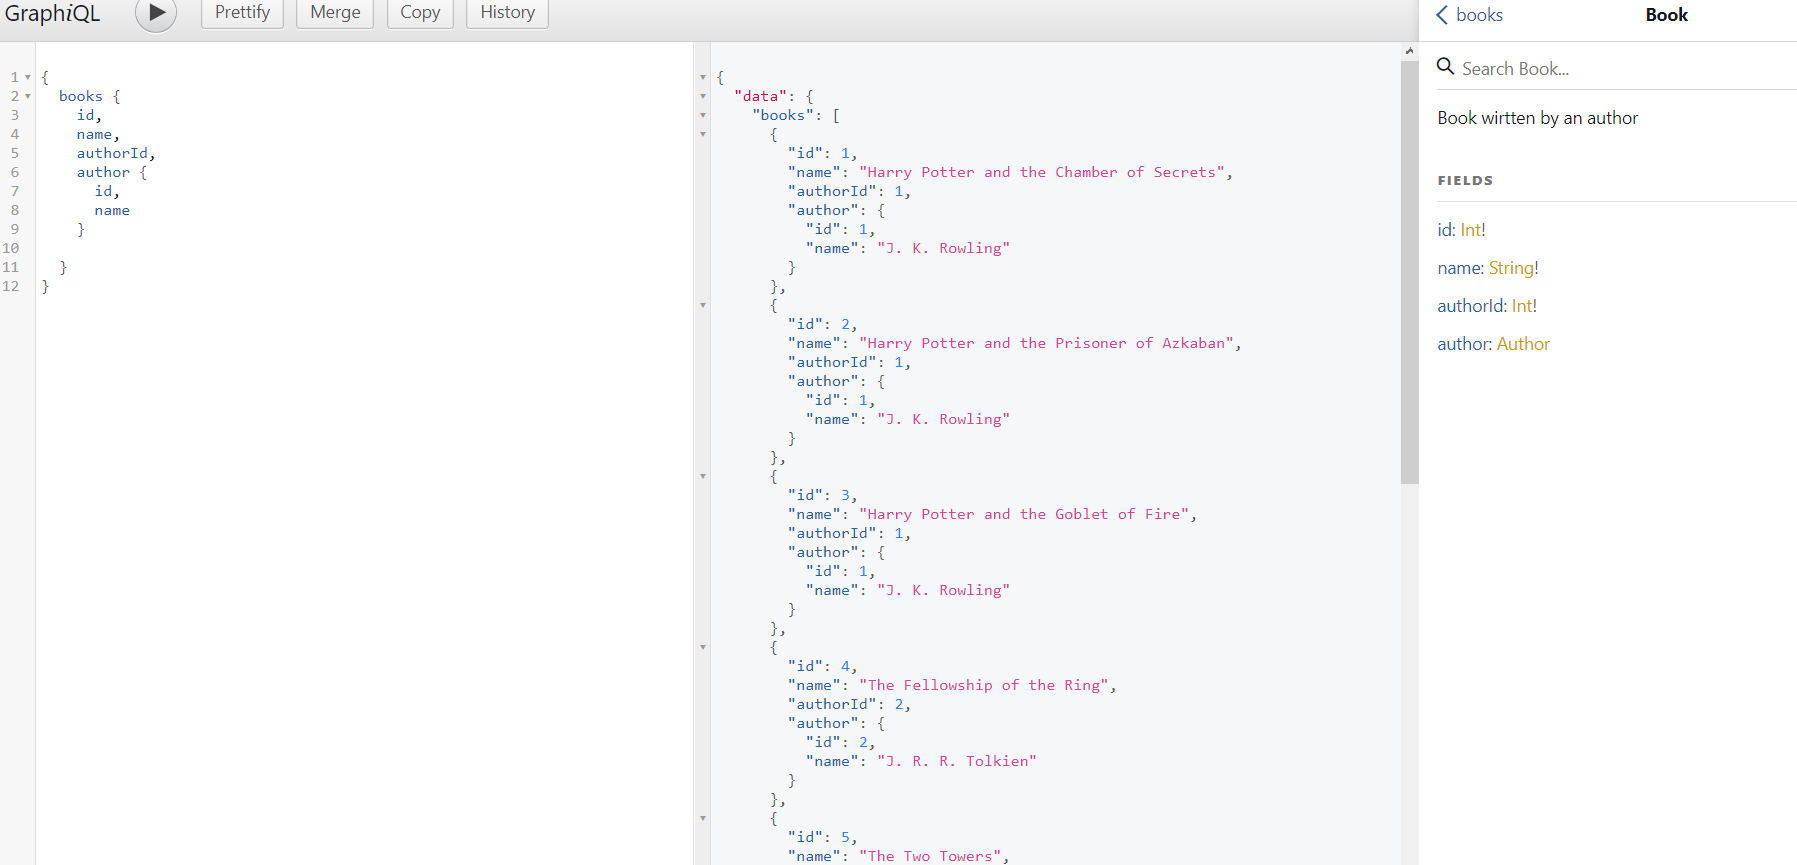 GraphiQL
Prettify
Merge
Copy
History
1 {
2 books {
3 id,
4 name,
5 authorId,
6 author {
7 id,
8 name
9 }
10
11 }
12 }
{
"data": {
"books": [
{
"id": 1,
"name": "Harry Potter and the Chamber of Secrets",
"authorId": 1,
"author": {
"id": 1,
"name": "J. K. Rowling"
}
},
{
"id": 2,
"name": "Harry Potter and the Prisoner of Azkaban",
"authorId": 1,
"author": {
"id": 1,
"name": "J. K. Rowling"
}
},
{
"id": 3,
"name": "Harry Potter and the Goblet of Fire",
"authorId": 1,
"author": {
"id": 1,
"name": "J. K. Rowling"
}
},
{
"id": 4,
"name": "The Fellowship of the Ring",
"authorId": 2,
"author": {
"id": 2,
"name": "J. R. R. Tolkien"
}
},
{
"id": 5,
"name": "The Two Towers",
books
Book
Search Book...
Book wirtten by an author
FIELDS
id: Int!
name: String!
authorId: Int!
author: Author